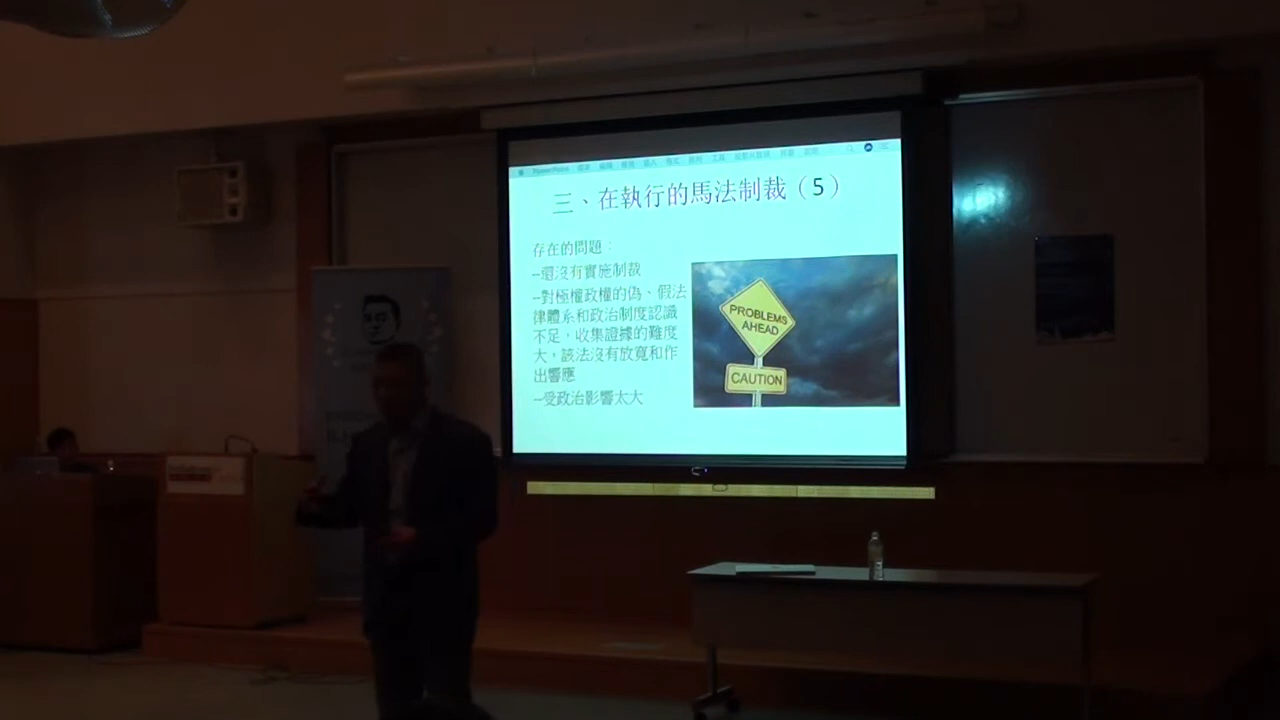 PowerPoint
三、在執行的馬法制裁（5）
存在的問題：
--還沒有實施制裁
--對極權政權的偽、假法
律體系和政治制度認識
不足，收集證據的難度
大，該法沒有放寬和作
出響應
--受政治影響太大
PROBLEMS
AHEAD
CAUTION